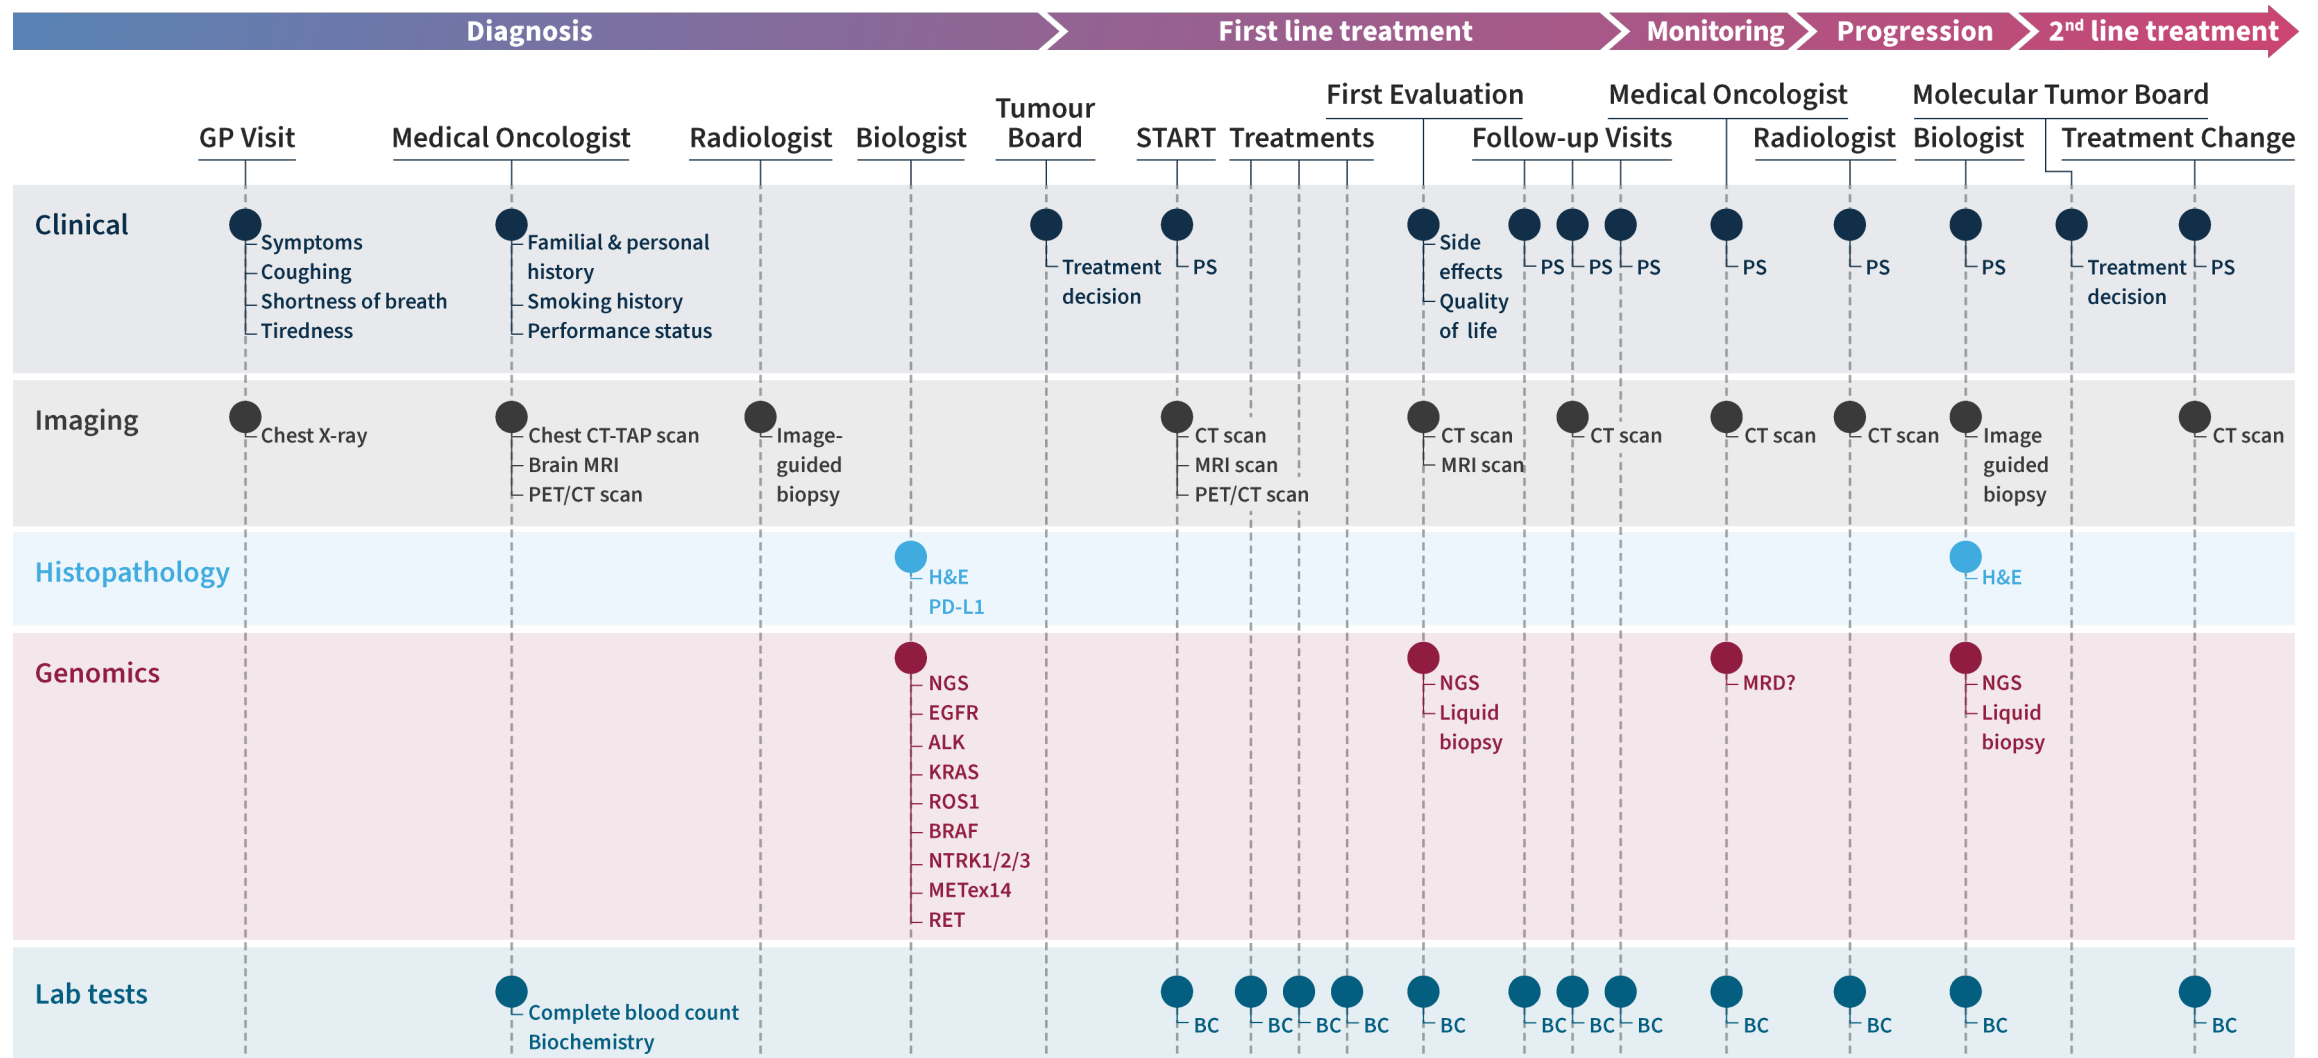 Diagnosis
First line treatment
Monitoring
Progression
2nd line treatment
GP Visit
Medical Oncologist
Radiologist
Biologist
Tumour
Board
START
Treatments
First Evaluation
Follow-up Visits
Medical Oncologist
Radiologist
Molecular Tumor Board
Biologist
Treatment Change
Clinical
Symptoms
Coughing
Shortness of breath
Tiredness
Familial & personal
history
Smoking history
Performance status
Treatment
decision
PS
Side
effects
Quality
of life
PS
PS
PS
PS
PS
PS
Treatment
decision
PS
Imaging
Chest X-ray
Chest CT-TAP scan
Brain MRI
PET/CT scan
Image-
guided
biopsy
CT scan
MRI scan
PET/CT scan
CT scan
MRI scan
CT scan
CT scan
CT scan
Image
guided
biopsy
CT scan
Histopathology
H&E
PD-L1
H&E
Genomics
NGS
EGFR
ALK
KRAS
ROS1
BRAF
NTRK1/2/3
METex14
RET
NGS
Liquid
biopsy
MRD?
NGS
Liquid
biopsy
Lab tests
Complete blood count
Biochemistry
BC
BC
BC
BC
BC
BC
BC
BC
BC
BC
BC
BC